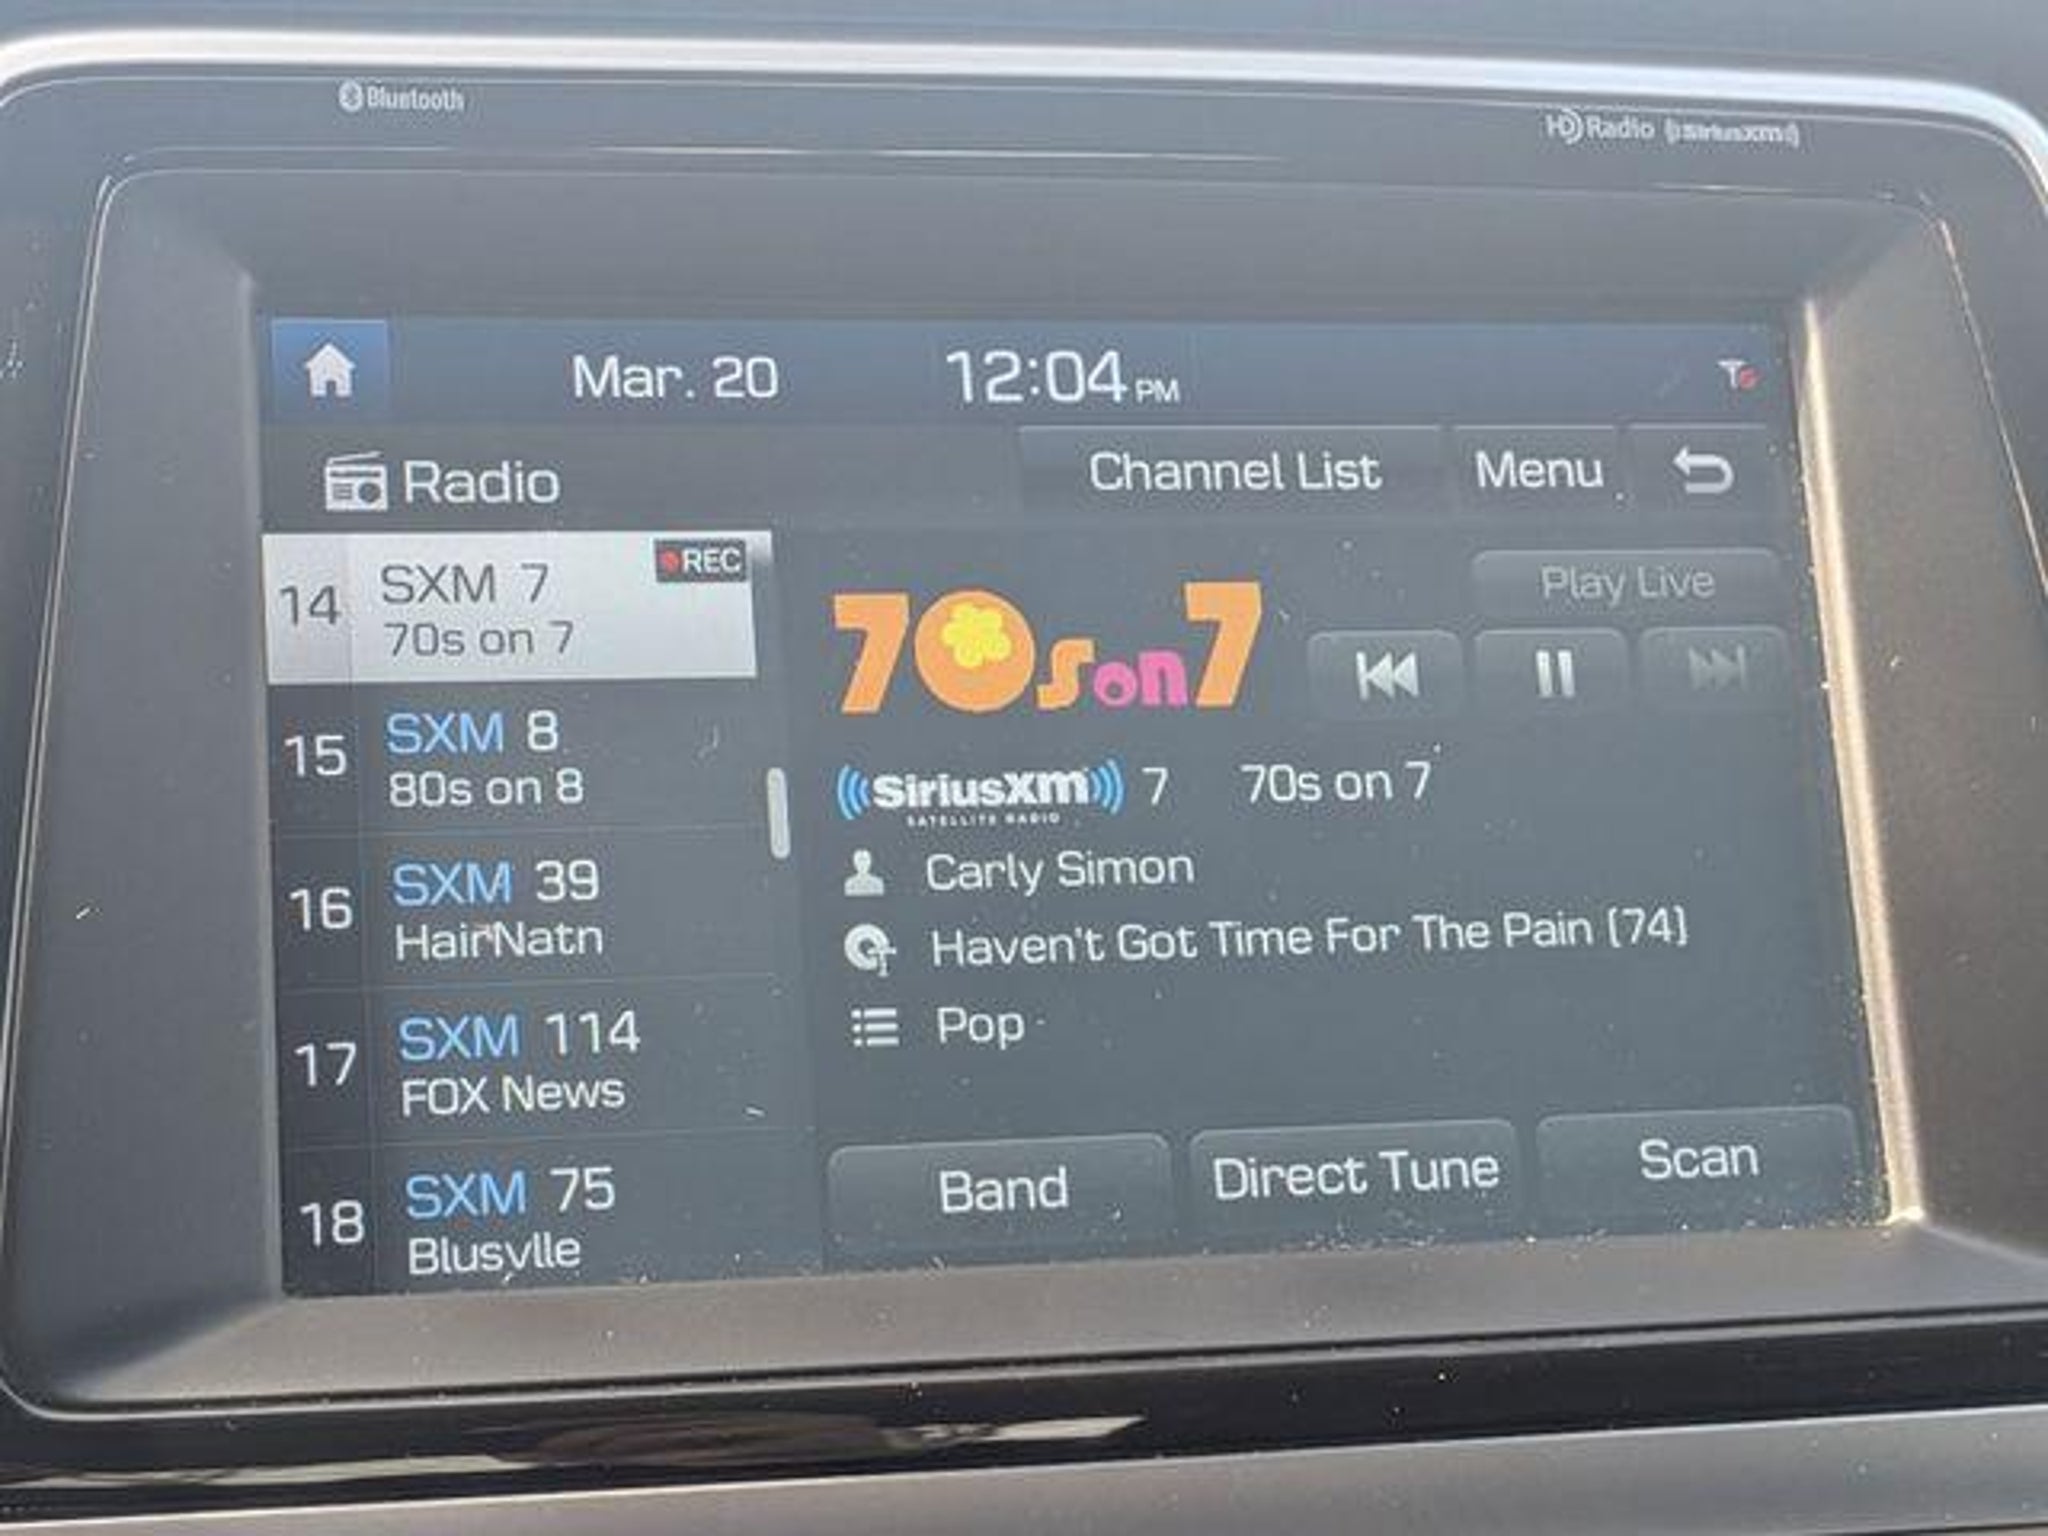 Bluetooth
HD Radio ((SiriusXM))
Mar. 20 12:04 PM
Radio
Channel List Menu
14 SXM 7 REC
70s on 7
15 SXM 8
80s on 8
16 SXM 39
HairNatn
17 SXM 114
FOX News
18 SXM 75
Blusvlle
70s on 7
Play Live
((SiriusXM)) 7 70s on 7
SATELLITE RADIO
Carly Simon
Haven't Got Time For The Pain (74)
Pop
Band Direct Tune Scan